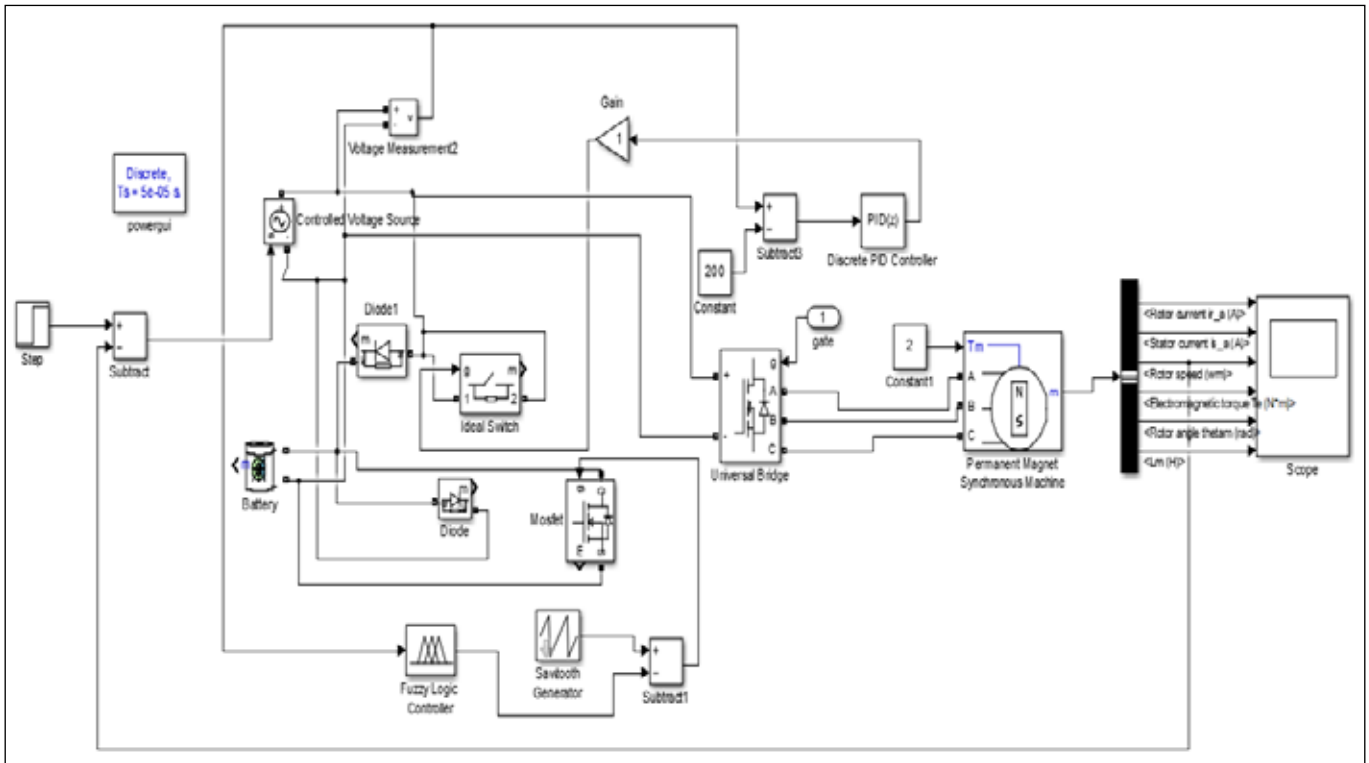 Gain
1
+
-
v
Voltage Measurement2
Discrete,
Ts = 5e-05 s
powergui
Controlled Voltage Source
+
-
Subtract3
PID(z)
Discrete PID Controller
200
Constant
Step
+
-
Subtract
Diode1
m
g
m
1
2
Ideal Switch
1
gate
2
Constant1
+
-
g
A
B
C
Universal Bridge
Tm
A
B
C
N
S
m
Permanent Magnet
Synchronous Machine
<Rotor current ir_a (A)>
<Stator current is_a (A)>
<Rotor speed (wm)>
<Electromagnetic torque Te (N*m)>
<Rotor angle thetam (rad)>
<Lm (H)>
Scope
m
Battery
m
Diode
Mosfet
g
E
S
Fuzzy Logic
Controller
Sawtooth
Generator
+
-
Subtract1